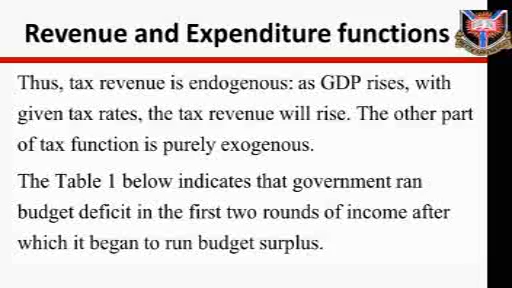 Revenue and Expenditure functions
Thus, tax revenue is endogenous: as GDP rises, with
given tax rates, the tax revenue will rise. The other part
of tax function is purely exogenous.
The Table 1 below indicates that government ran
budget deficit in the first two rounds of income after
which it began to run budget surplus.